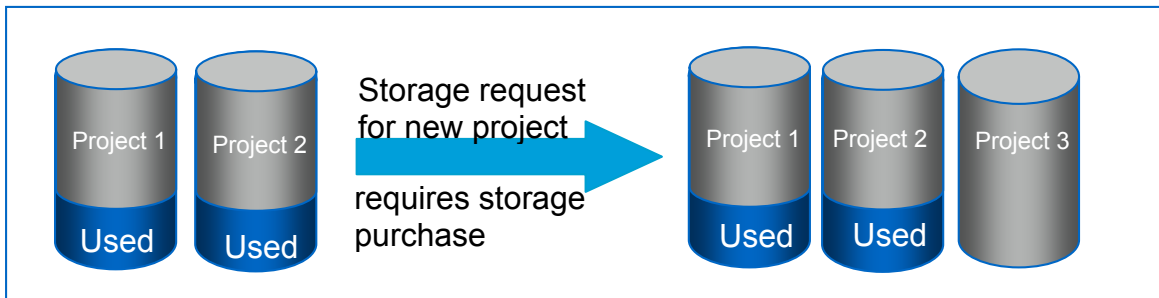 Project 1
Used
Project 2
Used
Storage request
for new project
requires storage
purchase
Project 1
Used
Project 2
Used
Project 3